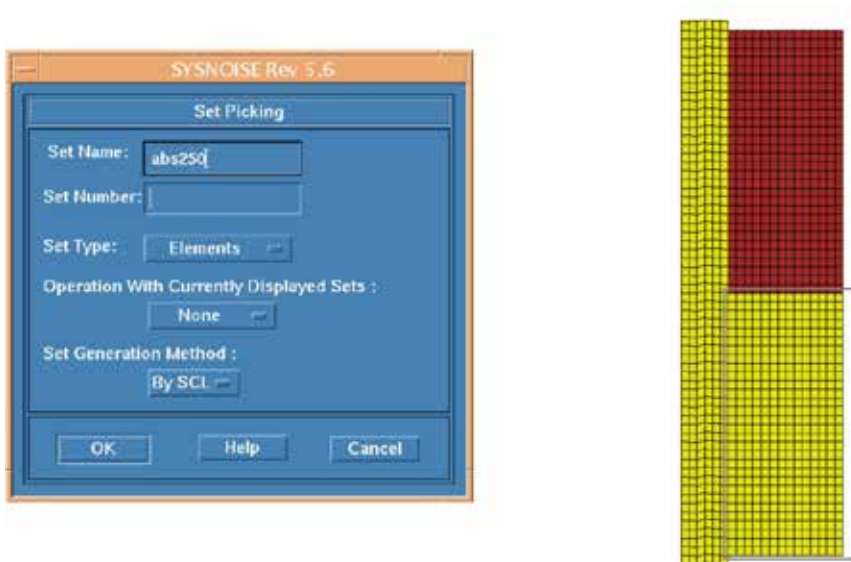 SYSNOISE Rev 5.6
Set Picking
Set Name: abs250
Set Number:
Set Type: Elements
Operation With Currently Displayed Sets :
None
Set Generation Method :
By SCL
OK Help Cancel